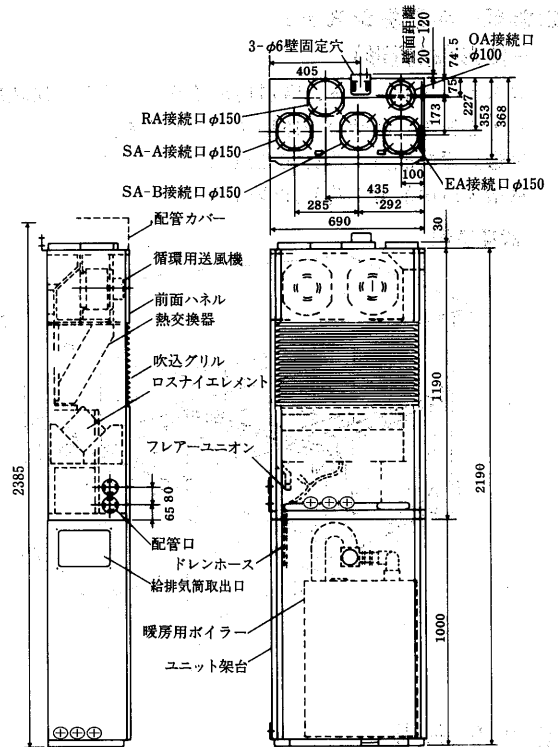 3-φ6壁固定穴
壁面距離
20～120
74.5
OA接続口
φ100
405
75
173
227
353
368
RA接続口φ150
SA-A接続口φ150
SA-B接続口φ150
EA接続口φ150
100
435
285
292
690
30
配管カバー
循環用送風機
前面ハネル
熱交換器
吹込グリル
ロスナイエレメント
フレアーユニオン
2385
80
65
配管口
ドレンホース
給排気筒取出口
暖房用ボイラー
ユニット架台
1190
2190
1000